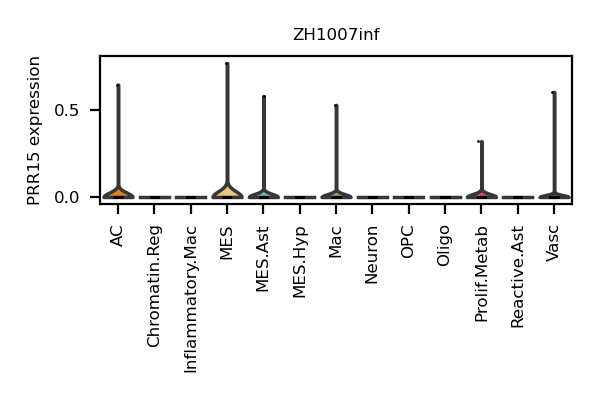 ZH1007inf
PRR15 expression
0.5
0.0
AC
Chromatin.Reg
Inflammatory.Mac
MES
MES.Ast
MES.Hyp
Mac
Neuron
OPC
Oligo
Prolif.Metab
Reactive.Ast
Vasc